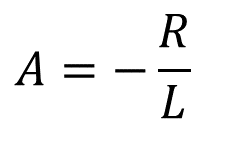 A = − R/L